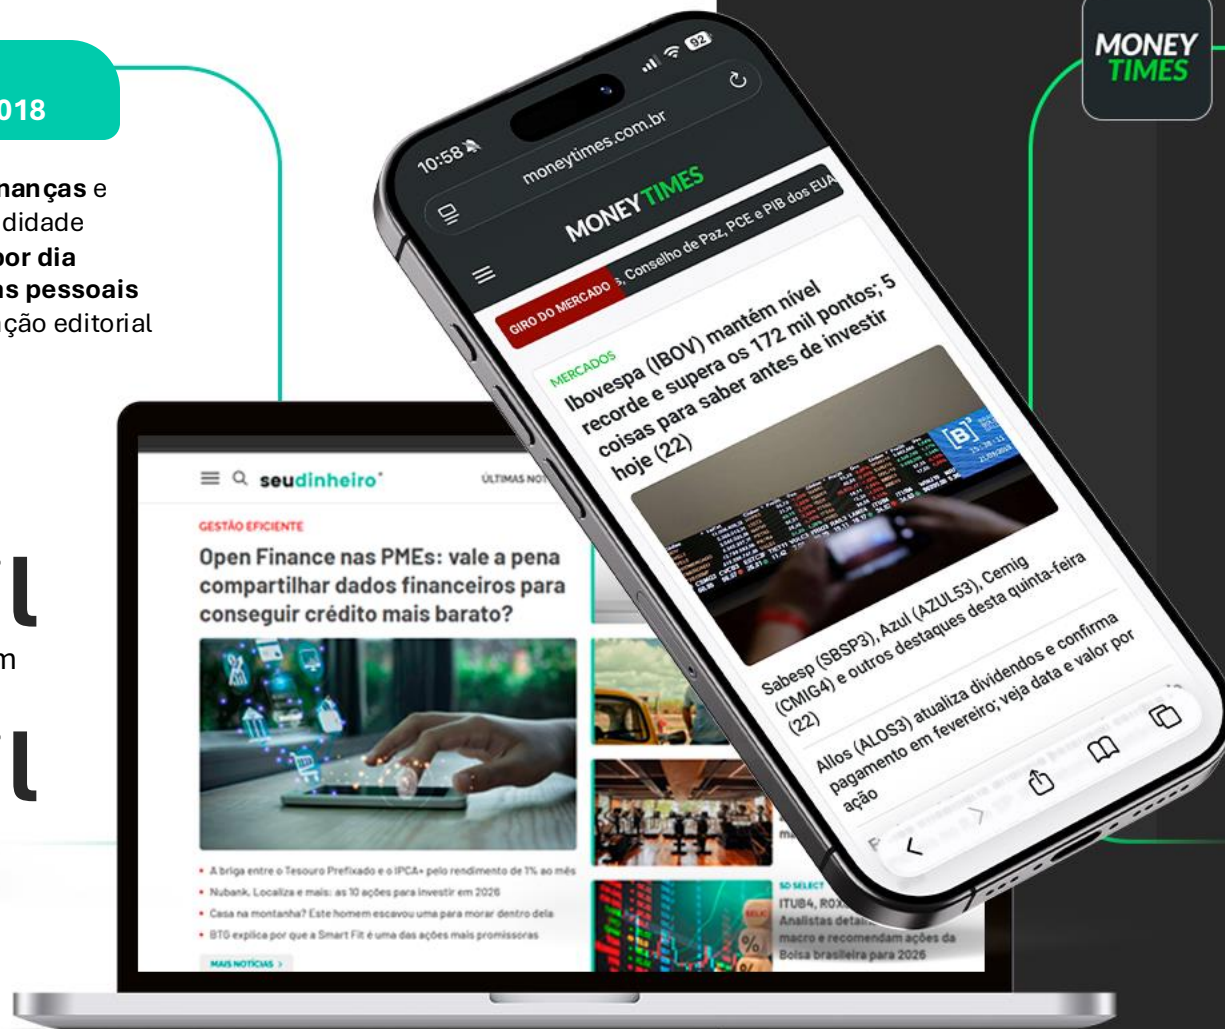 018
nanças e
didade
por dia
as pessoais
ação editorial
m
MONEY
TIMES
10:58
92
moneytimes.com.br
MONEY TIMES
GIRO DO MERCADO
s, Conselho de Paz, PCE e PIB dos EUA
MERCADOS
Ibovespa (IBOV) mantém nível
recorde e supera os 172 mil pontos; 5
coisas para saber antes de investir
hoje (22)
[B]³
Sabesp (SBSP3), Azul (AZUL53), Cemig
(CMIG4) e outros destaques desta quinta-feira
(22)
Allos (ALOS3) atualiza dividendos e confirma
pagamento em fevereiro; veja data e valor por
ação
seudinheiro
ÚLTIMAS NOT
GESTÃO EFICIENTE
Open Finance nas PMEs: vale a pena
compartilhar dados financeiros para
conseguir crédito mais barato?
• A briga entre o Tesouro Prefixado e o IPCA+ pelo rendimento de 1% ao mês
• Nubank, Localiza e mais: as 10 ações para investir em 2026
• Casa na montanha? Este homem escavou uma para morar dentro dela
• BTG explica por que a Smart Fit é uma das ações mais promissoras
MAIS NOTÍCIAS >
ma
SD SELECT
ITUB4, ROX
Analistas detal
macro e recomendam ações da
Bolsa brasileira para 2026